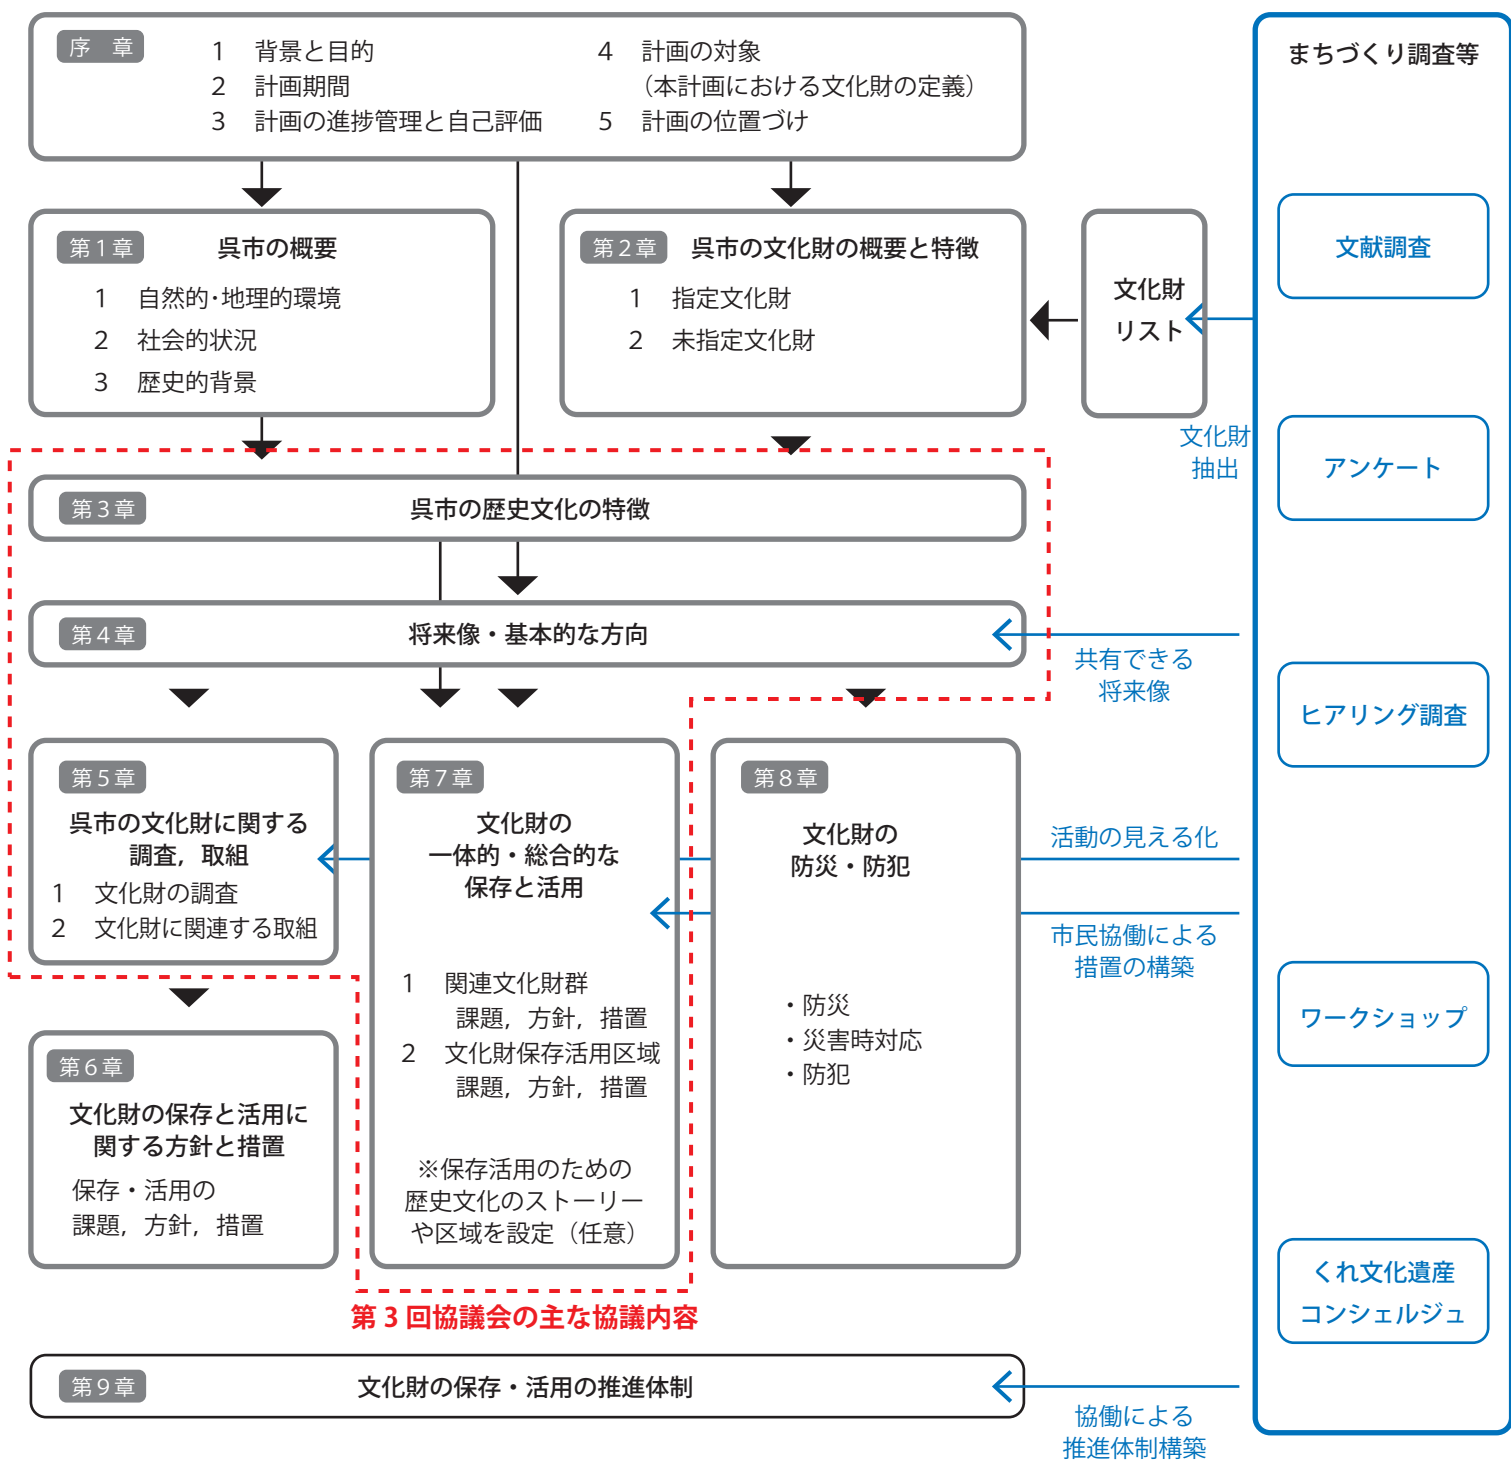 序　章
1　背景と目的
2　計画期間
3　計画の進捗管理と自己評価
4　計画の対象
（本計画における文化財の定義）
5　計画の位置づけ
第1章　呉市の概要
1　自然的・地理的環境
2　社会的状況
3　歴史的背景
第2章　呉市の文化財の概要と特徴
1　指定文化財
2　未指定文化財
文化財
リスト
文化財
抽出
第3章　呉市の歴史文化の特徴
第4章　将来像・基本的な方向
共有できる
将来像
第5章
呉市の文化財に関する
調査，取組
1　文化財の調査
2　文化財に関連する取組
第7章
文化財の
一体的・総合的な
保存と活用
1　関連文化財群
課題，方針，措置
2　文化財保存活用区域
課題，方針，措置
※保存活用のための
歴史文化のストーリー
や区域を設定（任意）
第8章
文化財の
防災・防犯
・防災
・災害時対応
・防犯
活動の見える化
市民協働による
措置の構築
第6章
文化財の保存と活用に
関する方針と措置
保存・活用の
課題，方針，措置
第3回協議会の主な協議内容
第9章　文化財の保存・活用の推進体制
協働による
推進体制構築
まちづくり調査等
文献調査
アンケート
ヒアリング調査
ワークショップ
くれ文化遺産
コンシェルジュ